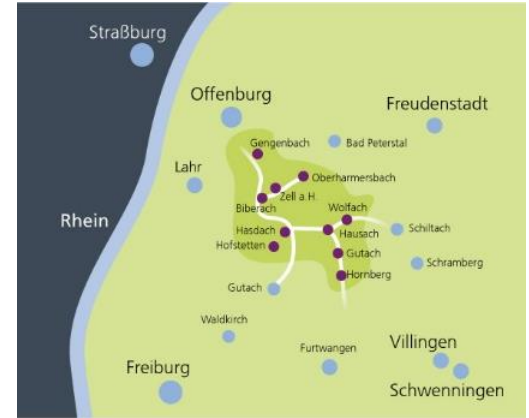 Straßburg
Offenburg
Freudenstadt
Gengenbach
Bad Peterstal
Lahr
Oberharmersbach
Zell a.H.
Biberach
Wolfach
Rhein
Hasdach
Hausach
Schiltach
Hofstetten
Gutach
Schramberg
Hornberg
Gutach
Waldkirch
Furtwangen
Villingen
Freiburg
Schwenningen